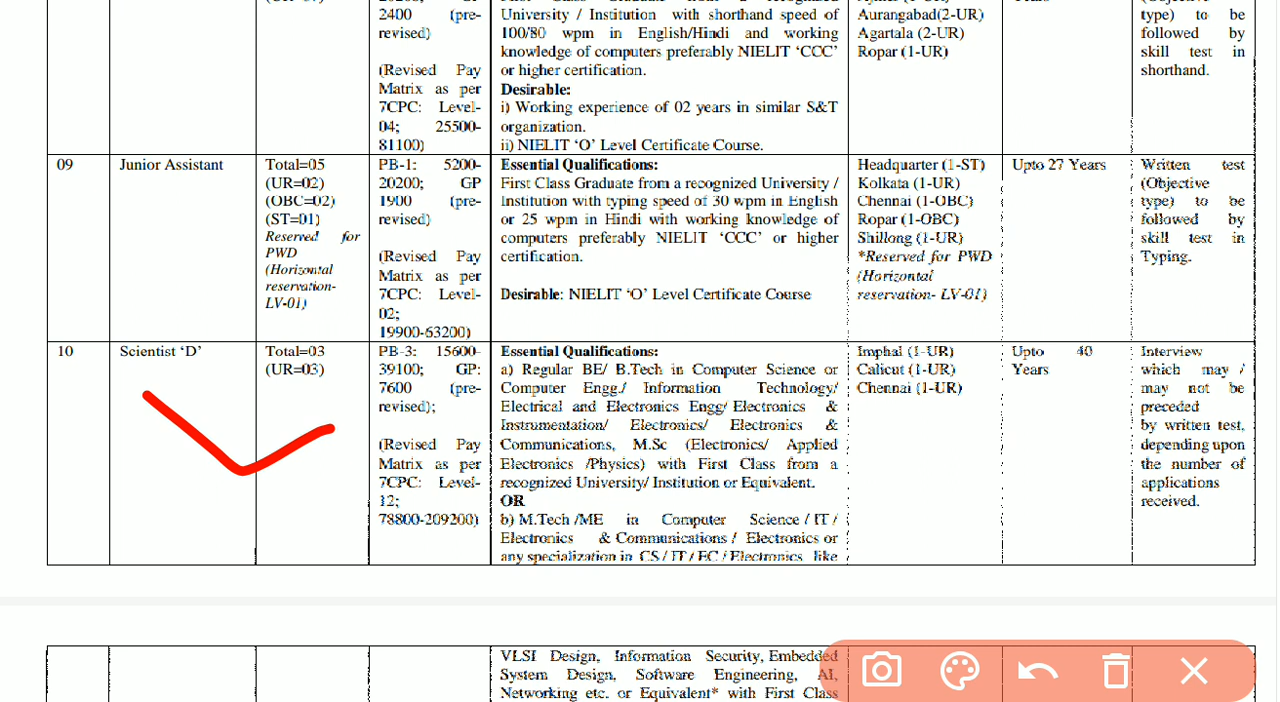 2400 (pre-
revised)
(Revised Pay
Matrix as per
7CPC: Level-
04; 25500-
81100)
University / Institution with shorthand speed of
100/80 wpm in English/Hindi and working
knowledge of computers preferably NIELIT ‘CCC’
or higher certification.
Desirable:
i) Working experience of 02 years in similar S&T
organization.
ii) NIELIT ‘O’ Level Certificate Course.
Aurangabad(2-UR)
Agartala (2-UR)
Ropar (1-UR)
type) to be
followed by
skill test in
shorthand.
09
Junior Assistant
Total=05
(UR=02)
(OBC=02)
(ST=01)
Reserved for
PWD
(Horizontal
reservation-
LV-01)
PB-1: 5200-
20200; GP
1900 (pre-
revised)
(Revised Pay
Matrix as per
7CPC: Level-
02;
19900-63200)
Essential Qualifications:
First Class Graduate from a recognized University /
Institution with typing speed of 30 wpm in English
or 25 wpm in Hindi with working knowledge of
computers preferably NIELIT ‘CCC’ or higher
certification.
Desirable: NIELIT ‘O’ Level Certificate Course
Headquarter (1-ST)
Kolkata (1-UR)
Chennai (1-OBC)
Ropar (1-OBC)
Shillong (1-UR)
*Reserved for PWD
(Horizontal
reservation- LV-01)
Upto 27 Years
Written test
(Objective
type) to be
followed by
skill test in
Typing.
10
Scientist ‘D’
Total=03
(UR=03)
PB-3: 15600-
39100; GP:
7600 (pre-
revised);
(Revised Pay
Matrix as per
7CPC: Level-
12;
78800-209200)
Essential Qualifications:
a) Regular BE/ B.Tech in Computer Science or
Computer Engg./ Information Technology/
Electrical and Electronics Engg/ Electronics &
Instrumentation/ Electronics/ Electronics &
Communications, M.Sc (Electronics/ Applied
Electronics /Physics) with First Class from a
recognized University/ Institution or Equivalent.
OR
b) M.Tech /ME in Computer Science / IT /
Electronics & Communications / Electronics or
any specialization in CS / IT / EC / Electronics like
Imphal (1-UR)
Calicut (1-UR)
Chennai (1-UR)
Upto 40
Years
Interview
which may /
may not be
preceded
by written test,
depending upon
the number of
applications
received.
VLSI Design, Information Security, Embedded
System Design, Software Engineering, AI,
Networking etc. or Equivalent* with First Class